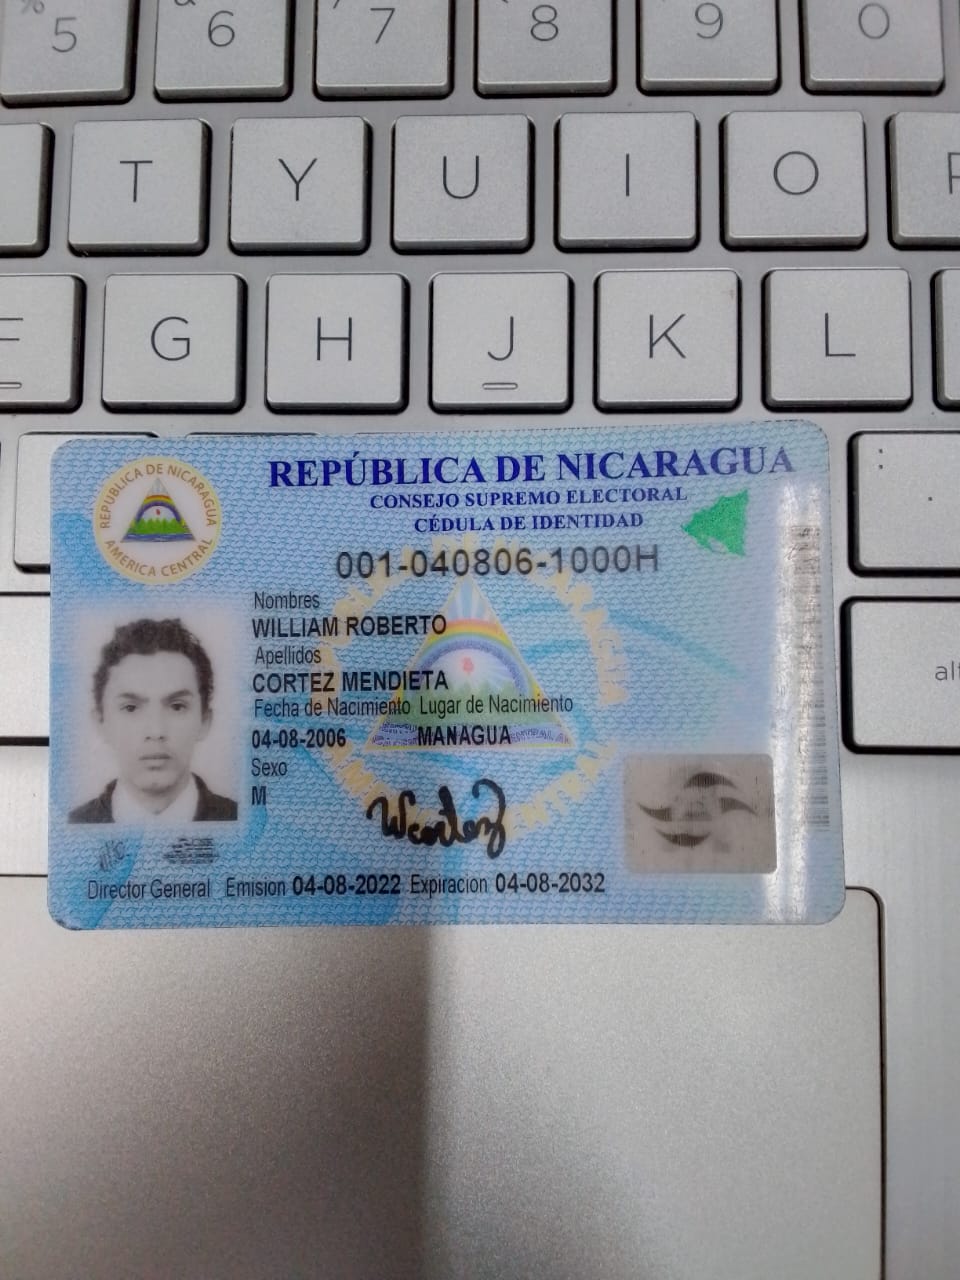 5 6 7 8 9 0
T Y U I O
G H J K L
REPÚBLICA DE NICARAGUA
AMÉRICA CENTRAL
REPÚBLICA DE NICARAGUA
CONSEJO SUPREMO ELECTORAL
CÉDULA DE IDENTIDAD
001-040806-1000H
Nombres
WILLIAM ROBERTO
Apellidos
CORTEZ MENDIETA
Fecha de Nacimiento Lugar de Nacimiento
04-08-2006 MANAGUA
Sexo
M
WCortez
Director General Emision 04-08-2022 Expiracion 04-08-2032
alt